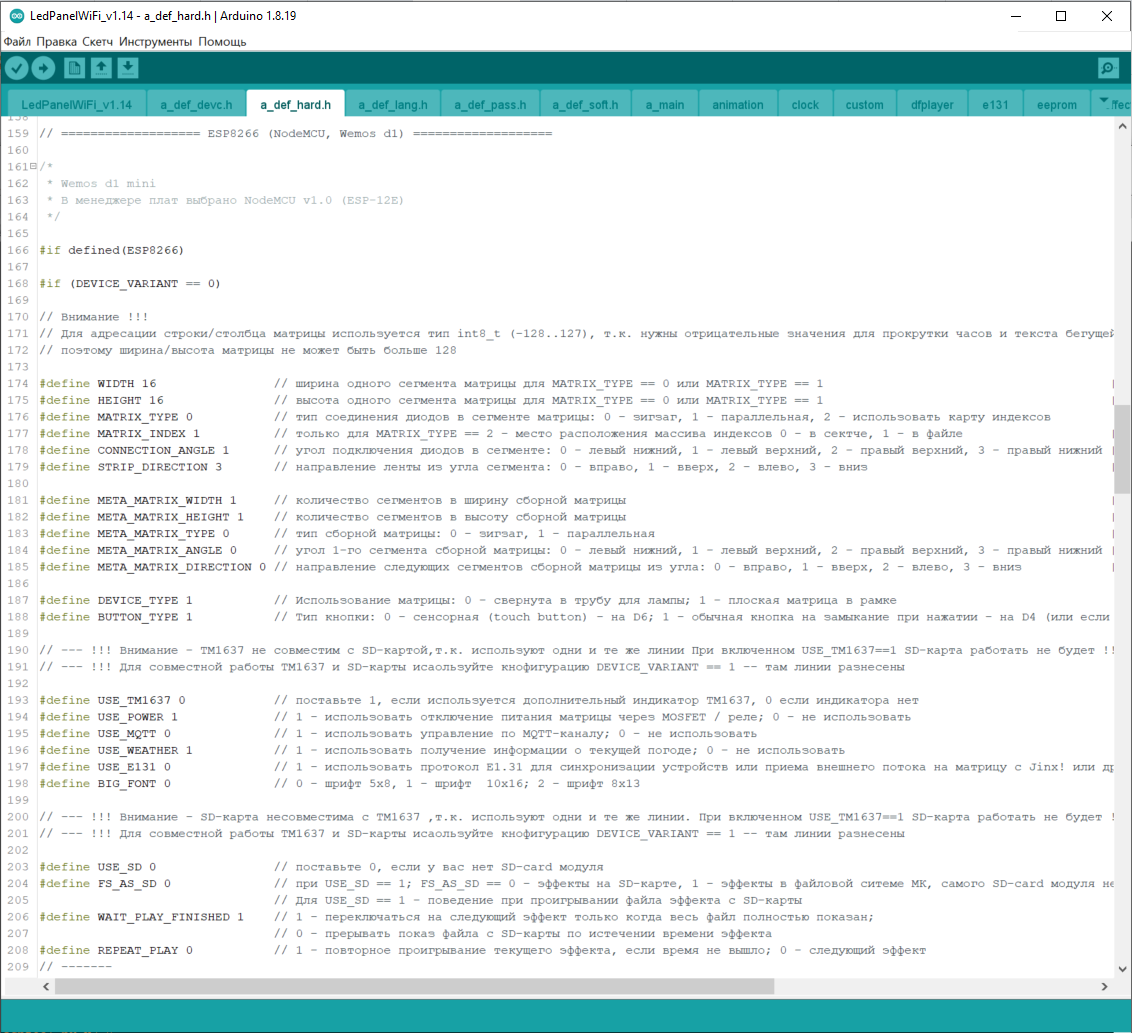 LedPanelWiFi_v1.14 - a_def_hard.h | Arduino 1.8.19
Файл Правка Скетч Инструменты Помощь
LedPanelWiFi_v1.14 a_def_devc.h a_def_hard.h a_def_lang.h a_def_pass.h a_def_soft.h a_main animation clock custom dfplayer e131 eeprom
158
159 // =================== ESP8266 (NodeMCU, Wemos d1) ===================
160
161 /*
162 * Wemos d1 mini
163 * В менеджере плат выбрано NodeMCU v1.0 (ESP-12E)
164 */
165
166 #if defined(ESP8266)
167
168 #if (DEVICE_VARIANT == 0)
169
170 // Внимание !!!
171 // Для адресации строки/столбца матрицы используется тип int8_t (-128..127), т.к. нужны отрицательные значения для прокрутки часов и текста бегущей
172 // поэтому ширина/высота матрицы не может быть больше 128
173
174 #define WIDTH 16 // ширина одного сегмента матрицы для MATRIX_TYPE == 0 или MATRIX_TYPE == 1
175 #define HEIGHT 16 // высота одного сегмента матрицы для MATRIX_TYPE == 0 или MATRIX_TYPE == 1
176 #define MATRIX_TYPE 0 // тип соединения диодов в сегменте матрицы: 0 - зигзаг, 1 - параллельная, 2 - использовать карту индексов
177 #define MATRIX_INDEX 1 // только для MATRIX_TYPE == 2 - место расположения массива индексов 0 - в сектче, 1 - в файле
178 #define CONNECTION_ANGLE 1 // угол подключения диодов в сегменте: 0 - левый нижний, 1 - левый верхний, 2 - правый верхний, 3 - правый нижний
179 #define STRIP_DIRECTION 3 // направление ленты из угла сегмента: 0 - вправо, 1 - вверх, 2 - влево, 3 - вниз
180
181 #define META_MATRIX_WIDTH 1 // количество сегментов в ширину сборной матрицы
182 #define META_MATRIX_HEIGHT 1 // количество сегментов в высоту сборной матрицы
183 #define META_MATRIX_TYPE 0 // тип сборной матрицы: 0 - зигзаг, 1 - параллельная
184 #define META_MATRIX_ANGLE 0 // угол 1-го сегмента сборной матрицы: 0 - левый нижний, 1 - левый верхний, 2 - правый верхний, 3 - правый нижний
185 #define META_MATRIX_DIRECTION 0 // направление следующих сегментов сборной матрицы из угла: 0 - вправо, 1 - вверх, 2 - влево, 3 - вниз
186
187 #define DEVICE_TYPE 1 // Использование матрицы: 0 - свернута в трубу для лампы; 1 - плоская матрица в рамке
188 #define BUTTON_TYPE 1 // Тип кнопки: 0 - сенсорная (touch button) - на D6; 1 - обычная кнопка на замыкание при нажатии - на D4 (или если
189
190 // --- !!! Внимание - TM1637 не совместим с SD-картой,т.к. используют одни и те же линии При включенном USE_TM1637==1 SD-карта работать не будет !!
191 // --- !!! Для совместной работы TM1637 и SD-карты исаользуйте кнофигурацию DEVICE_VARIANT == 1 -- там линии разнесены
192
193 #define USE_TM1637 0 // поставьте 1, если используется дополнительный индикатор TM1637, 0 если индикатора нет
194 #define USE_POWER 1 // 1 - использовать отключение питания матрицы через MOSFET / реле; 0 - не использовать
195 #define USE_MQTT 0 // 1 - использовать управление по MQTT-каналу; 0 - не использовать
196 #define USE_WEATHER 1 // 1 - использовать получение информации о текущей погоде; 0 - не использовать
197 #define USE_E131 0 // 1 - использовать протокол E1.31 для синхронизации устройств или приема внешнего потока на матрицу с Jinx! или
198 #define BIG_FONT 0 // 0 - шрифт 5x8, 1 - шрифт 10x16; 2 - шрифт 8x13
199
200 // --- !!! Внимание - SD-карта несовместима с TM1637 ,т.к. используют одни и те же линии. При включенном USE_TM1637==1 SD-карта работать не будет !
201 // --- !!! Для совместной работы TM1637 и SD-карты исаользуйте кнофигурацию DEVICE_VARIANT == 1 -- там линии разнесены
202
203 #define USE_SD 0 // поставьте 0, если у вас нет SD-card модуля
204 #define FS_AS_SD 0 // при USE_SD == 1; FS_AS_SD == 0 - эффекты на SD-карте, 1 - эффекты в файловой ситеме МК, самого SD-card модуля не
205 // Для USE_SD == 1 - поведение при проигрывании файла эффекта с SD-карты
206 #define WAIT_PLAY_FINISHED 1 // 1 - переключаться на следующий эффект только когда весь файл полностью показан;
207 // 0 - прерывать показ файла с SD-карты по истечении времени эффекта
208 #define REPEAT_PLAY 0 // 1 - повторное проигрывание текущего эффекта, если время не вышло; 0 - следующий эффект
209 // -------